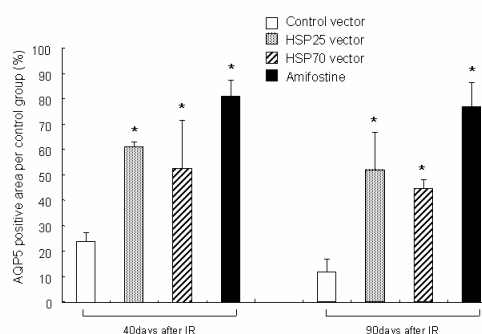 Control vector
HSP25 vector
HSP70 vector
Amifostine
AQP5 positive area per control group (%)
100
90
80
70
60
50
40
30
20
10
0
*
*
*
*
*
*
40days after IR
90days after IR